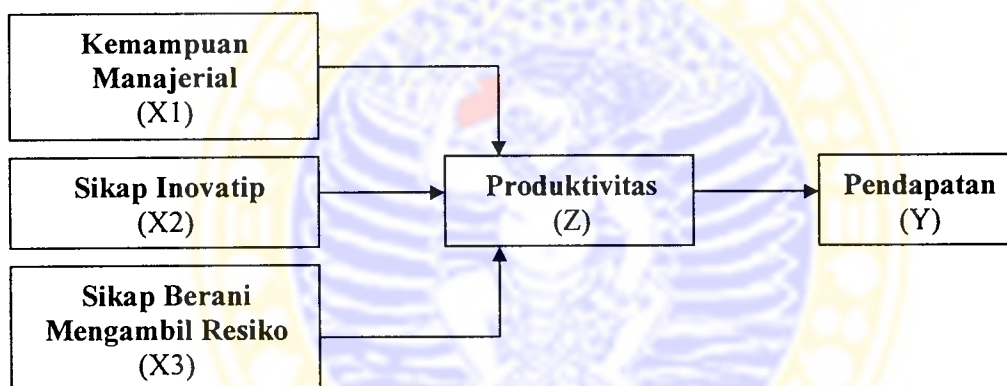 Kemampuan
Manajerial
(X1)
Sikap Inovatip
(X2)
Sikap Berani
Mengambil Resiko
(X3)
Produktivitas
(Z)
Pendapatan
(Y)